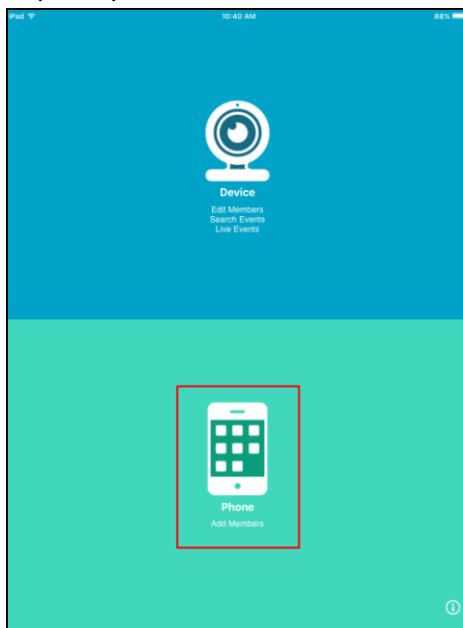 iPad
10:40 AM
88%
Device
Edit Members
Search Events
Live Events
Phone
Add Members